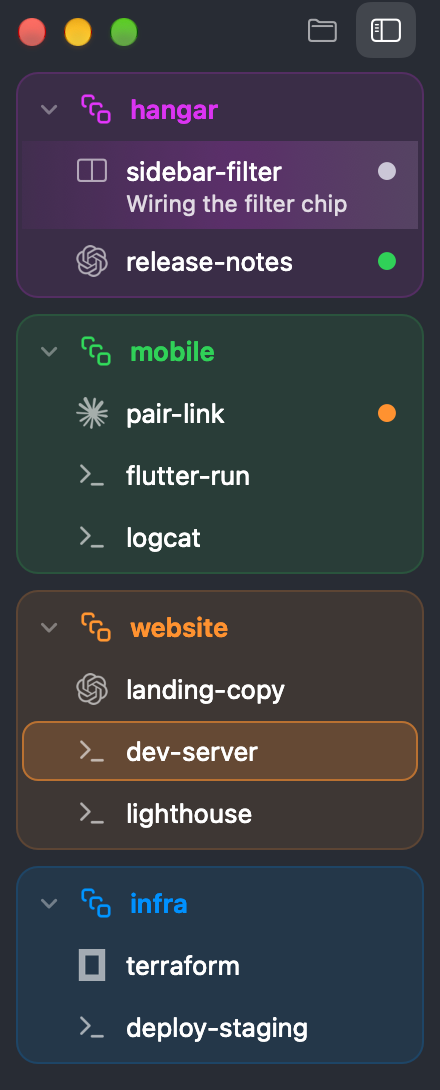 hangar
sidebar-filter
Wiring the filter chip
release-notes
mobile
pair-link
flutter-run
logcat
website
landing-copy
dev-server
lighthouse
infra
terraform
deploy-staging